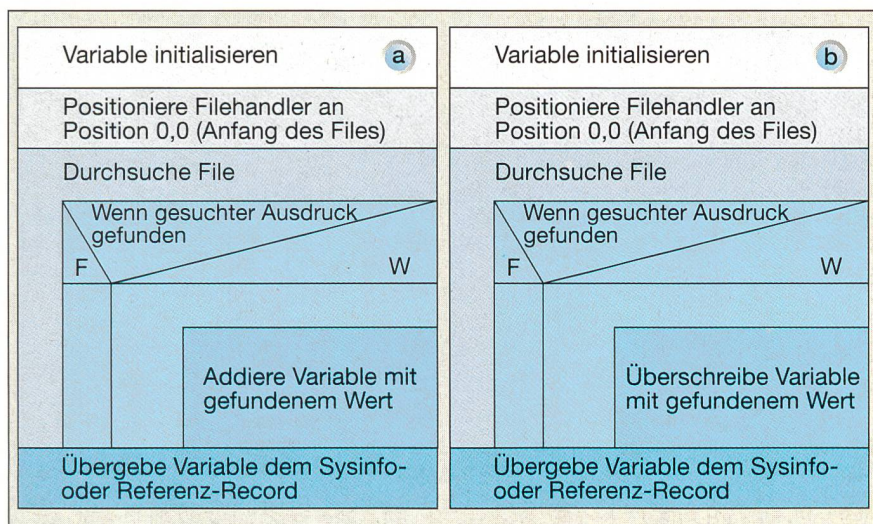 Variable initialisieren a
Positioniere Filehandler an
Position 0,0 (Anfang des Files)
Durchsuche File
Wenn gesuchter Ausdruck
gefunden
F W
Addiere Variable mit
gefundenem Wert
Übergebe Variable dem Sysinfo-
oder Referenz-Record
Variable initialisieren b
Positioniere Filehandler an
Position 0,0 (Anfang des Files)
Durchsuche File
Wenn gesuchter Ausdruck
gefunden
F W
Überschreibe Variable
mit gefundenem Wert
Übergebe Variable dem Sysinfo-
oder Referenz-Record